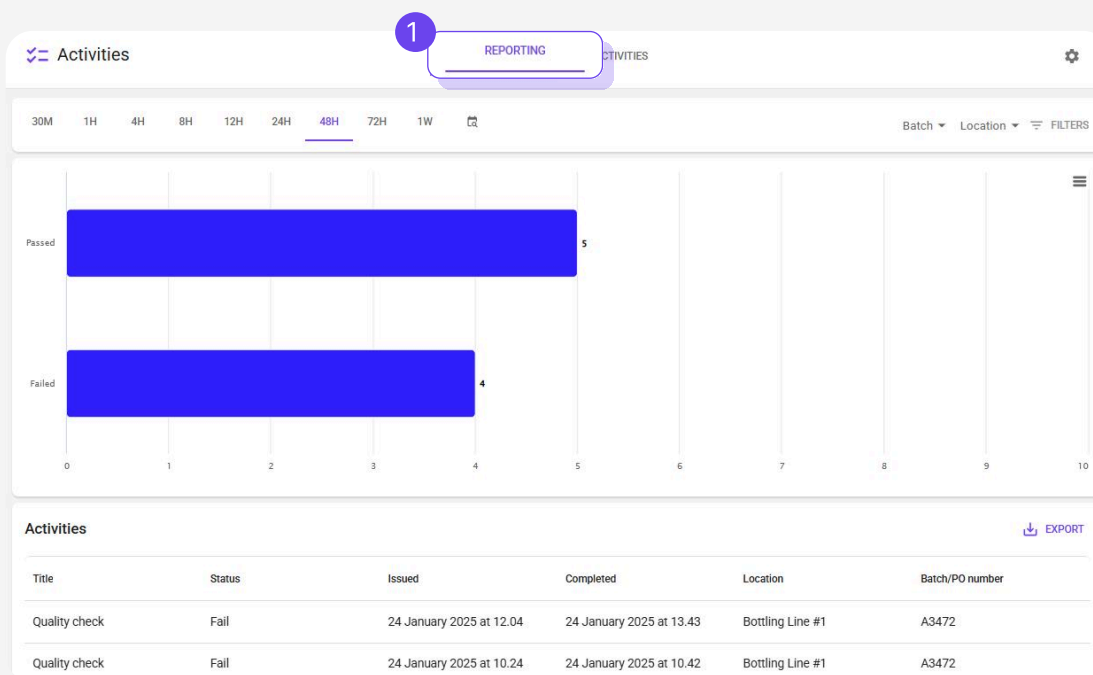 1
Activities
REPORTING
CTIVITIES
30M 1H 4H 8H 12H 24H 48H 72H 1W
Batch Location FILTERS
Passed
5
Failed
4
0 1 2 3 4 5 6 7 8 9 10
Activities
EXPORT
Title Status Issued Completed Location Batch/PO number
Quality check Fail 24 January 2025 at 12.04 24 January 2025 at 13.43 Bottling Line #1 A3472
Quality check Fail 24 January 2025 at 10.24 24 January 2025 at 10.42 Bottling Line #1 A3472